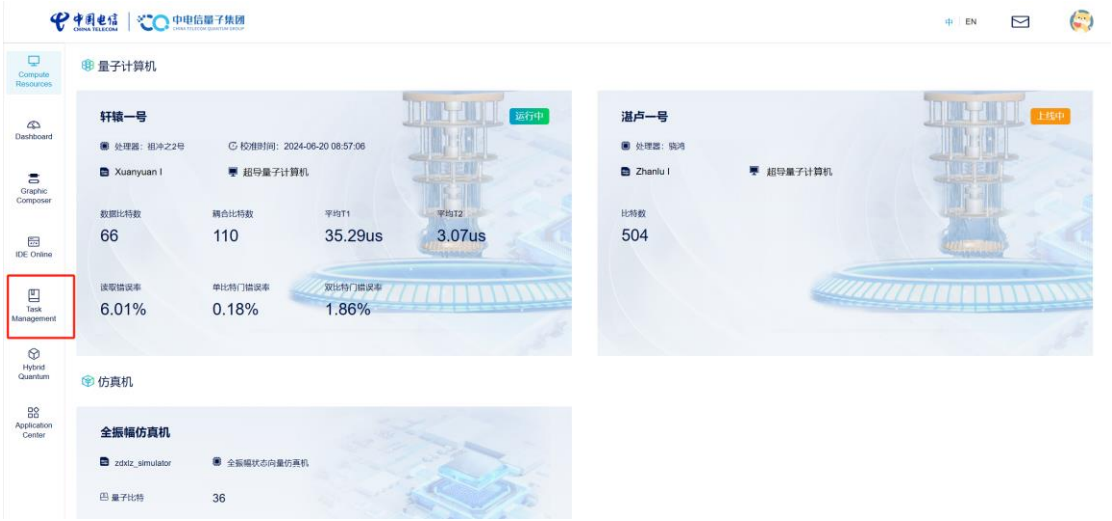 中国电信
CHINA TELECOM
中电信量子集团
CHINA TELECOM QUANTUM GROUP
中 EN
Compute
Resources
Dashboard
Graphic
Composer
IDE Online
Task
Management
Hybrid
Quantum
Application
Center
量子计算机
轩辕一号
运行中
处理器：祖冲之2号
校准时间：2024-06-20 08:57:06
Xuanyuan I
超导量子计算机
数据比特数
耦合比特数
平均T1
平均T2
66
110
35.29us
3.07us
读取错误率
单比特门错误率
双比特门错误率
6.01%
0.18%
1.86%
湛卢一号
上线中
处理器：骁鸿
Zhanlu I
超导量子计算机
比特数
504
仿真机
全振幅仿真机
zdxlz_simulator
全振幅状态向量仿真机
量子比特
36